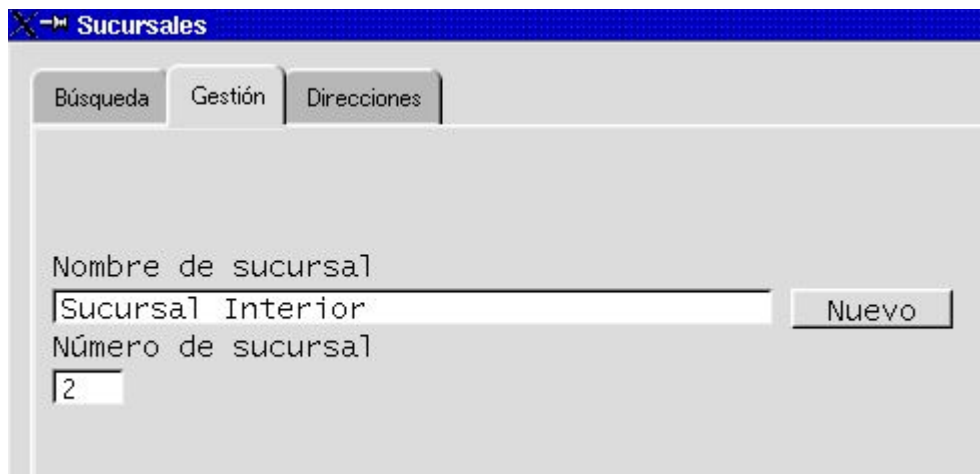 Sucursales
Búsqueda Gestión Direcciones
Nombre de sucursal
Sucursal Interior Nuevo
Número de sucursal
2